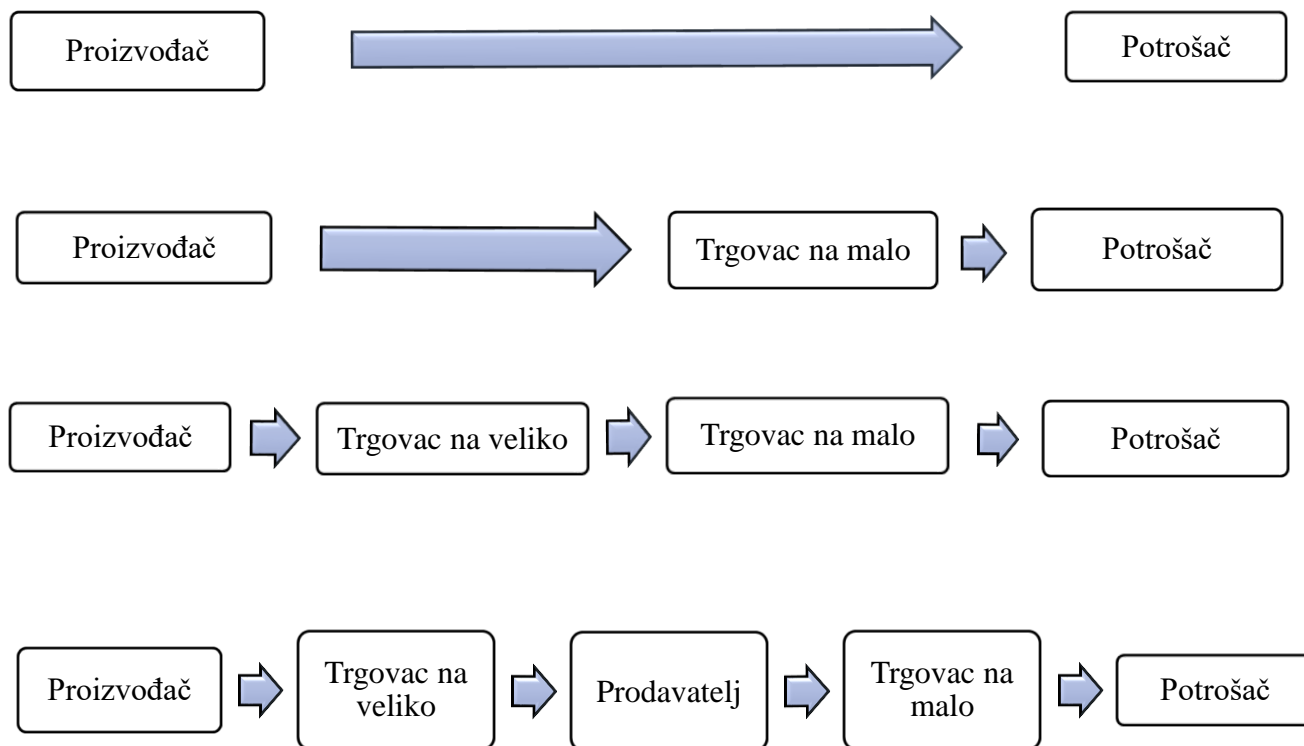 Proizvođač
Potrošač
Proizvođač
Trgovac na malo
Potrošač
Proizvođač
Trgovac na veliko
Trgovac na malo
Potrošač
Proizvođač
Trgovac na
veliko
Prodavatelj
Trgovac na
malo
Potrošač